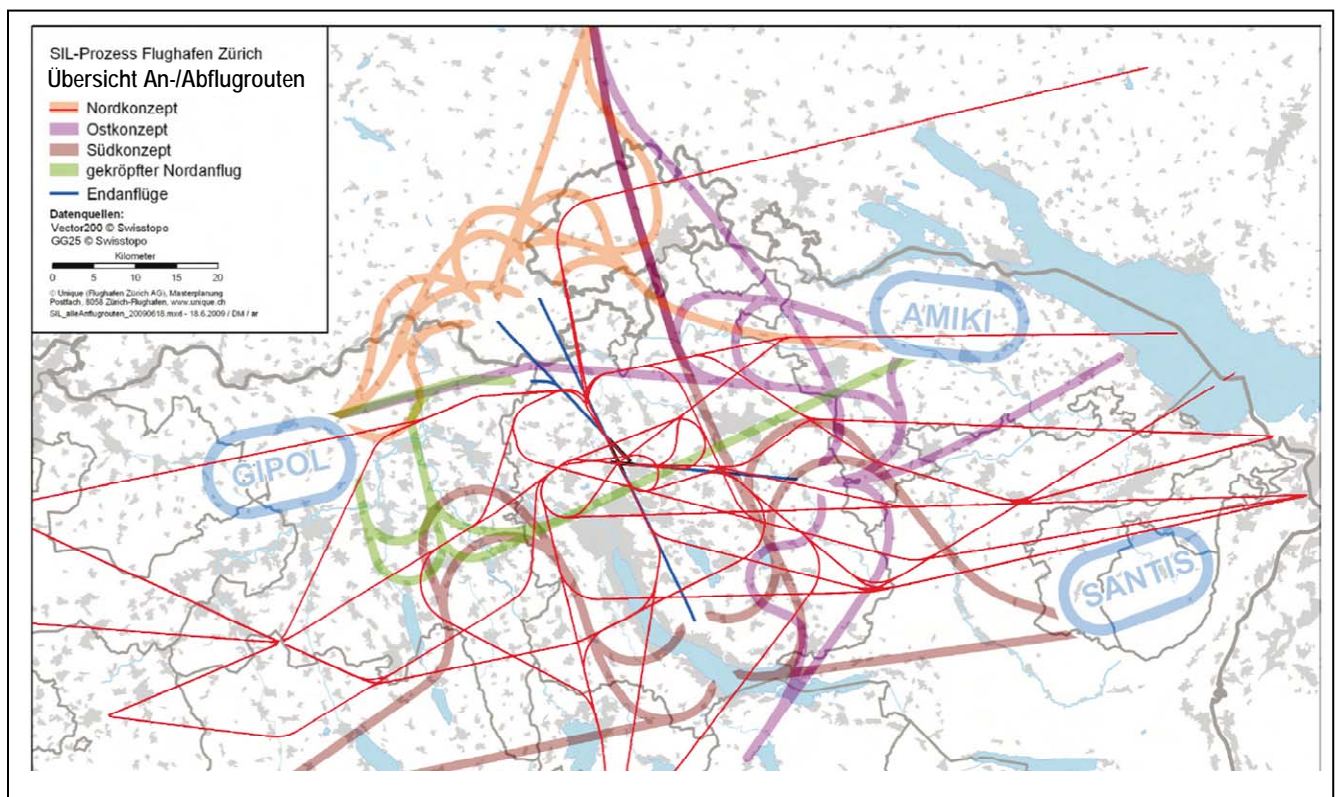 SIL-Prozess Flughafen Zürich
Übersicht An-/Abflugrouten
Nordkonzept
Ostkonzept
Südkonzept
gekröpfter Nordanflug
Endanflüge
Datenquellen:
Vector200 © Swisstopo
GG25 © Swisstopo
Kilometer
0 5 10 15 20
© Unique (Flughafen Zürich AG), Masterplanung
Postfach, 8058 Zürich-Flughafen, www.unique.ch
SIL_alleAnflugrouten_20090618.mxd - 18.6.2009 / DM / ar
AMIKI
GIPOL
SANTIS